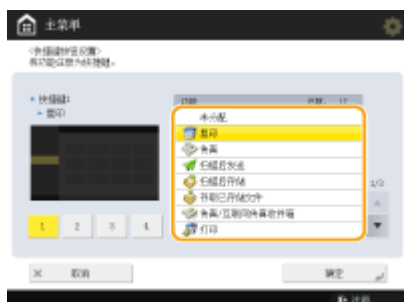 主菜单
<快捷键按钮设置>
将功能注册为快捷键。
快捷键1
复印
未分配
复印
传真
扫描后发送
扫描后存储
存取已存储文件
传真/互联网传真收件箱
打印
1/3
1
2
3
4
取消
确定